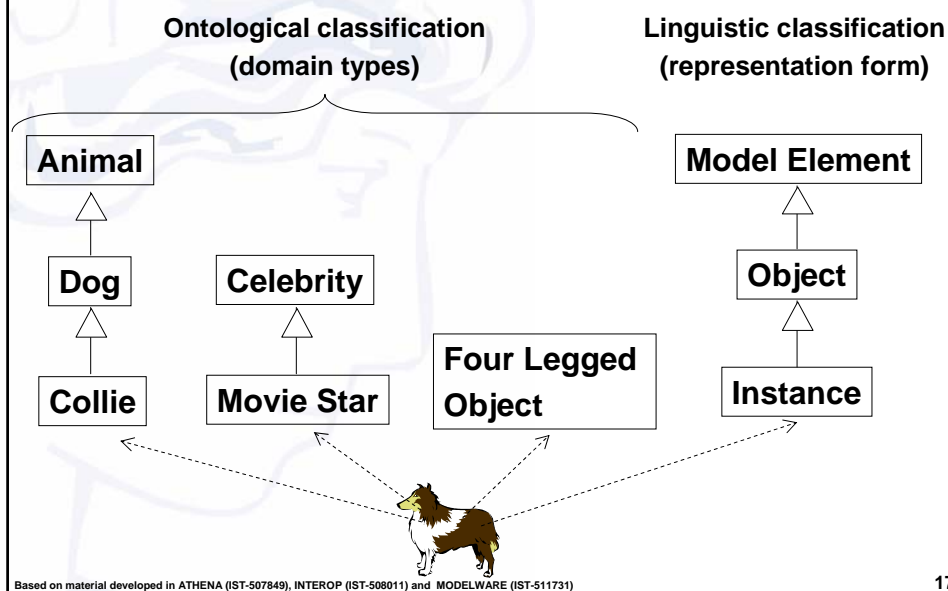 Ontological classification
(domain types)
Linguistic classification
(representation form)
Animal
Model Element
Dog
Celebrity
Object
Four Legged
Object
Collie
Movie Star
Instance
Based on material developed in ATHENA (IST-507849), INTEROP (IST-508011) and MODELWARE (IST-511731)
17